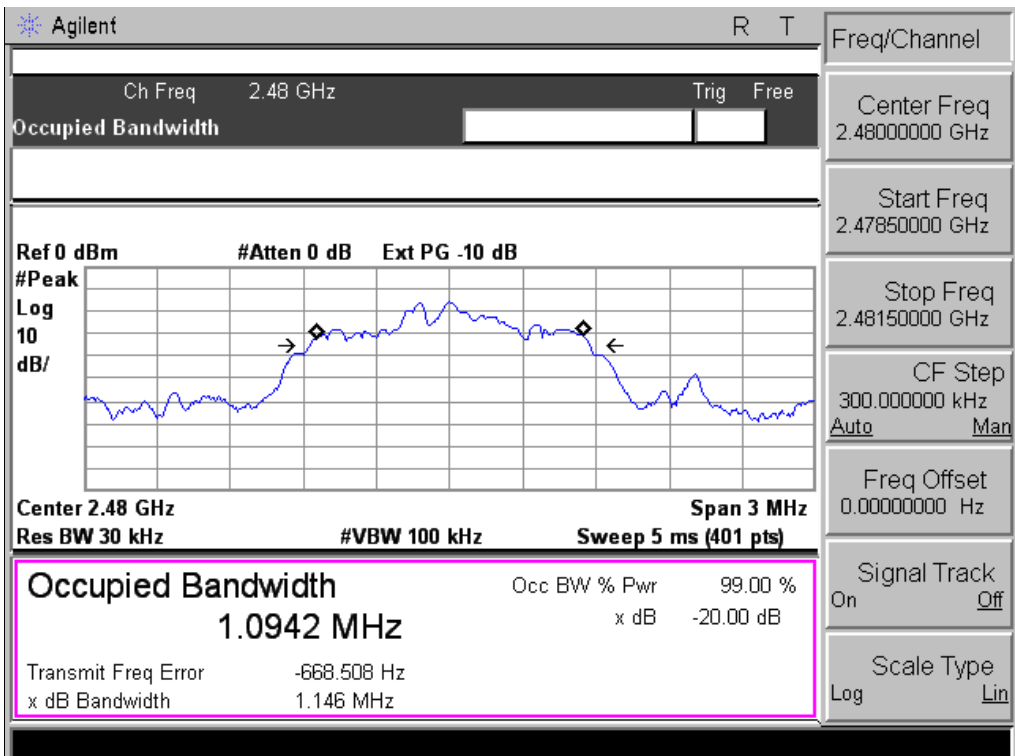 Agilent R T
Ch Freq 2.48 GHz Trig Free
Occupied Bandwidth
Ref 0 dBm #Atten 0 dB Ext PG -10 dB
#Peak
Log
10
dB/
Center 2.48 GHz Span 3 MHz
Res BW 30 kHz #VBW 100 kHz Sweep 5 ms (401 pts)
Occupied Bandwidth Occ BW % Pwr 99.00 %
1.0942 MHz x dB -20.00 dB
Transmit Freq Error -668.508 Hz
x dB Bandwidth 1.146 MHz
Freq/Channel
Center Freq
2.48000000 GHz
Start Freq
2.47850000 GHz
Stop Freq
2.48150000 GHz
CF Step
300.000000 kHz
Auto Man
Freq Offset
0.00000000 Hz
Signal Track
On Off
Scale Type
Log Lin